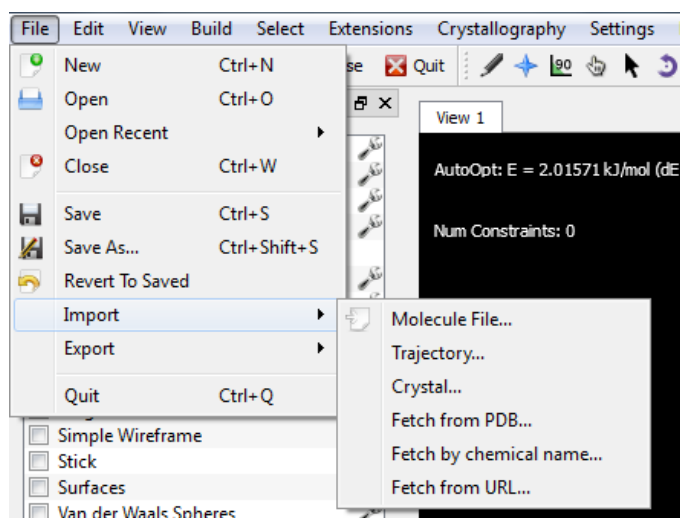 File Edit View Build Select Extensions Crystallography Settings
New Ctrl+N
se Quit 90
Open Ctrl+O
View 1
Open Recent
Close Ctrl+W
AutoOpt: E = 2.01571 kJ/mol (dE
Save Ctrl+S
Num Constraints: 0
Save As... Ctrl+Shift+S
Revert To Saved
Import
Molecule File...
Export
Trajectory...
Crystal...
Quit Ctrl+Q
Fetch from PDB...
Simple Wireframe
Fetch by chemical name...
Stick
Surfaces
Fetch from URL...
Van der Waals Spheres